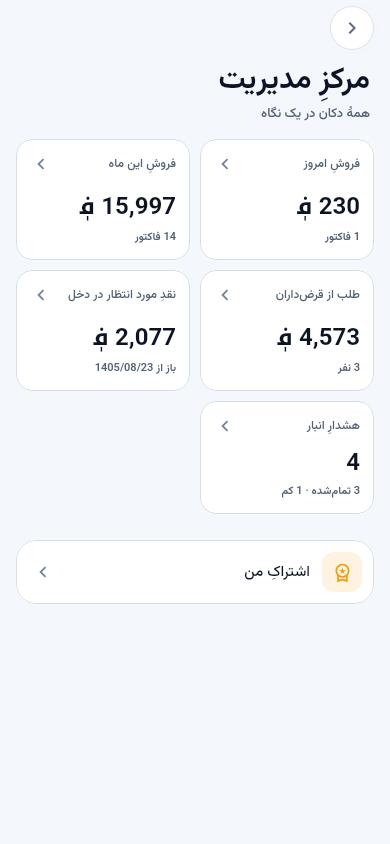 مرکزِ مدیریت
همهٔ دکان در یک نگاه
فروش امروز
230 ؋
1 فاکتور
فروش این ماه
15,997 ؋
14 فاکتور
طلب از قرض‌داران
4,573 ؋
3 نفر
نقدِ مورد انتظار در دخل
2,077 ؋
باز از 1405/08/23
هشدارِ انبار
4
3 تمام‌شده · 1 کم
اشتراکِ من